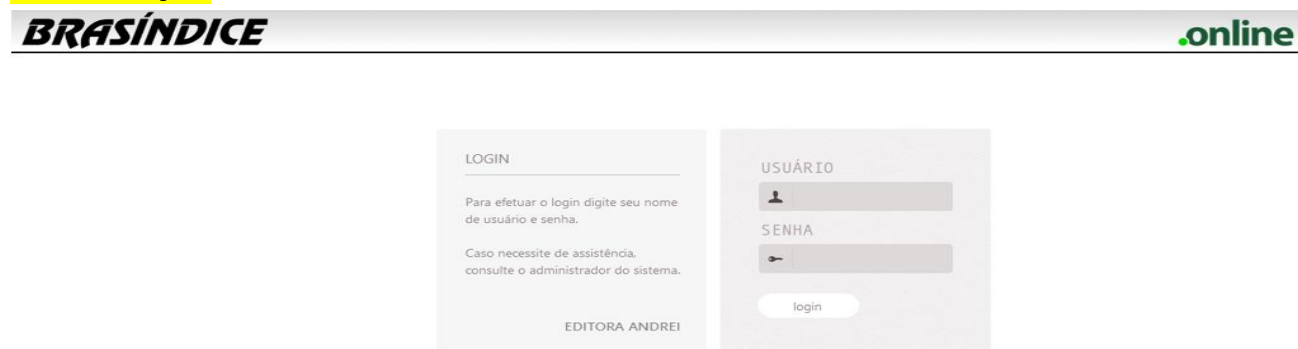 BRASÍNDICE
.online
LOGIN
Para efetuar o login digite seu nome
de usuário e senha.
Caso necessite de assistência,
consulte o administrador do sistema.
EDITORA ANDREI
USUÁRIO
SENHA
login